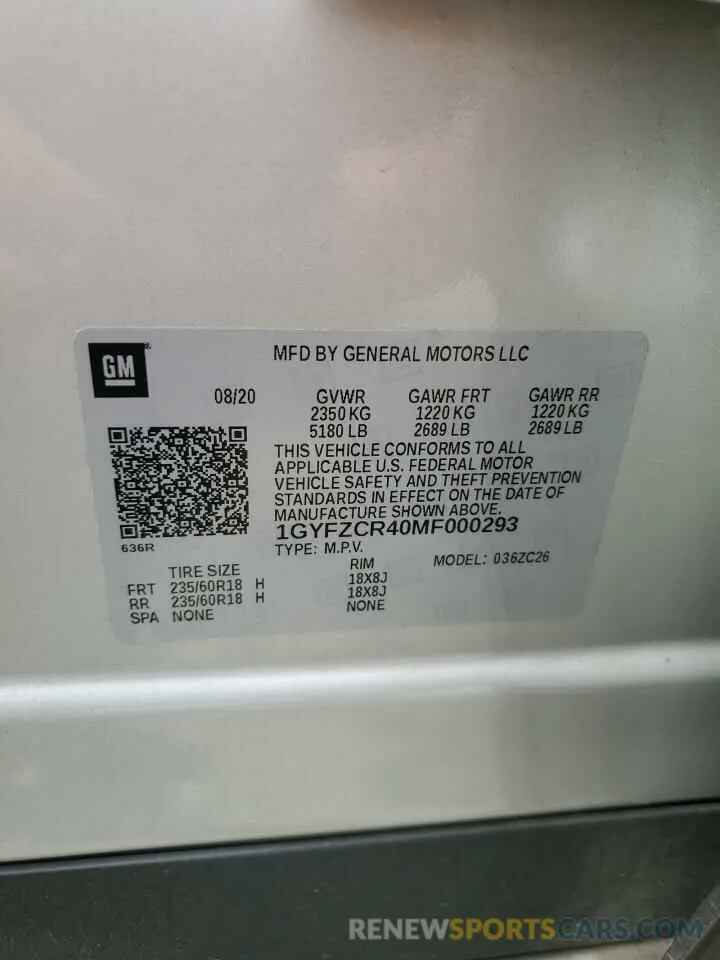 GM
MFD BY GENERAL MOTORS LLC
08/20 GVWR GAWR FRT GAWR RR
2350 KG 1220 KG 1220 KG
5180 LB 2689 LB 2689 LB
THIS VEHICLE CONFORMS TO ALL
APPLICABLE U.S. FEDERAL MOTOR
VEHICLE SAFETY AND THEFT PREVENTION
STANDARDS IN EFFECT ON THE DATE OF
MANUFACTURE SHOWN ABOVE.
1GYFZCR40MF000293
636R
TYPE: M.P.V.
MODEL: 036ZC26
TIRE SIZE RIM
FRT 235/60R18 H 18X8J
RR 235/60R18 H 18X8J
SPA NONE NONE
RENEWSPORTSCARS.COM